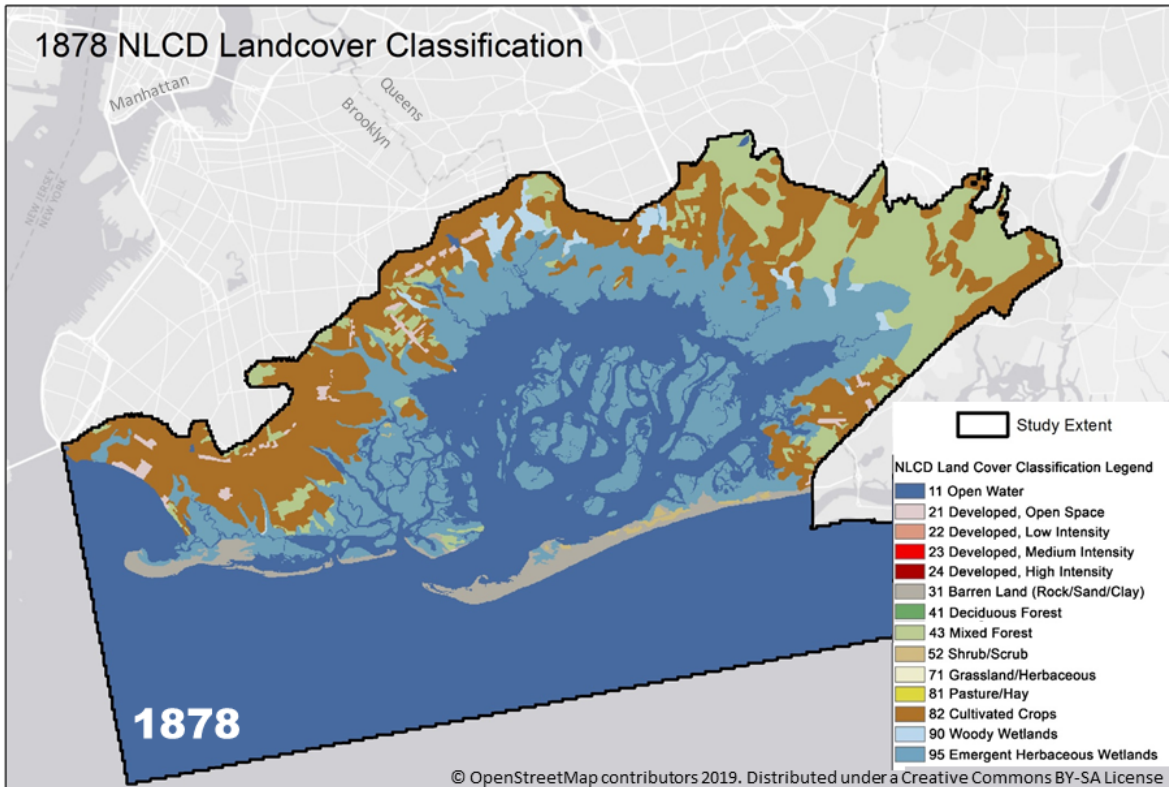 1878 NLCD Landcover Classification
Manhattan
Queens
Brooklyn
NEW JERSEY
NEW YORK
Study Extent
NLCD Land Cover Classification Legend
11 Open Water
21 Developed, Open Space
22 Developed, Low Intensity
23 Developed, Medium Intensity
24 Developed, High Intensity
31 Barren Land (Rock/Sand/Clay)
41 Deciduous Forest
43 Mixed Forest
52 Shrub/Scrub
71 Grassland/Herbaceous
81 Pasture/Hay
82 Cultivated Crops
90 Woody Wetlands
95 Emergent Herbaceous Wetlands
1878
© OpenStreetMap contributors 2019. Distributed under a Creative Commons BY-SA License